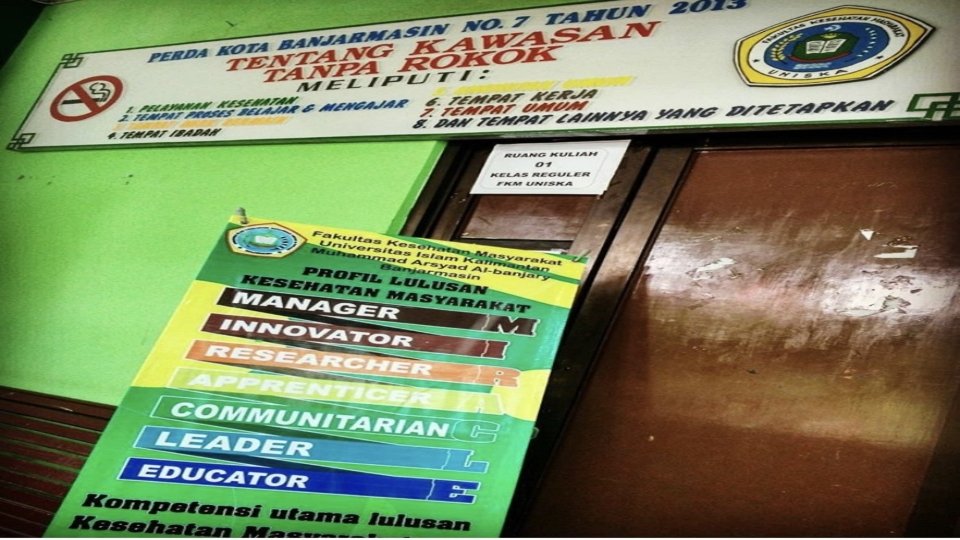 PERDA KOTA BANJARMASIN NO. 7 TAHUN 2013
TENTANG KAWASAN
TANPA ROKOK
MELIPUTI:
1. PELAYANAN KESEHATAN
2. TEMPAT PROSES BELAJAR & MENGAJAR
4. TEMPAT IBADAH
6. TEMPAT KERJA
7. TEMPAT UMUM
8. DAN TEMPAT LAINNYA YANG DITETAPKAN
FAKULTAS KESEHATAN MASYARAKAT
UNISKA
RUANG KULIAH
01
KELAS REGULER
FKM UNISKA
Fakultas Kesehatan Masyarakat
Universitas Islam Kalimantan
Muhammad Arsyad Al-banjary
Banjarmasin
PROFIL LULUSAN
KESEHATAN MASYARAKAT
MANAGER M
INNOVATOR I
RESEARCHER R
APPRENTICER A
COMMUNITARIAN C
LEADER L
EDUCATOR E
Kompetensi utama lulusan